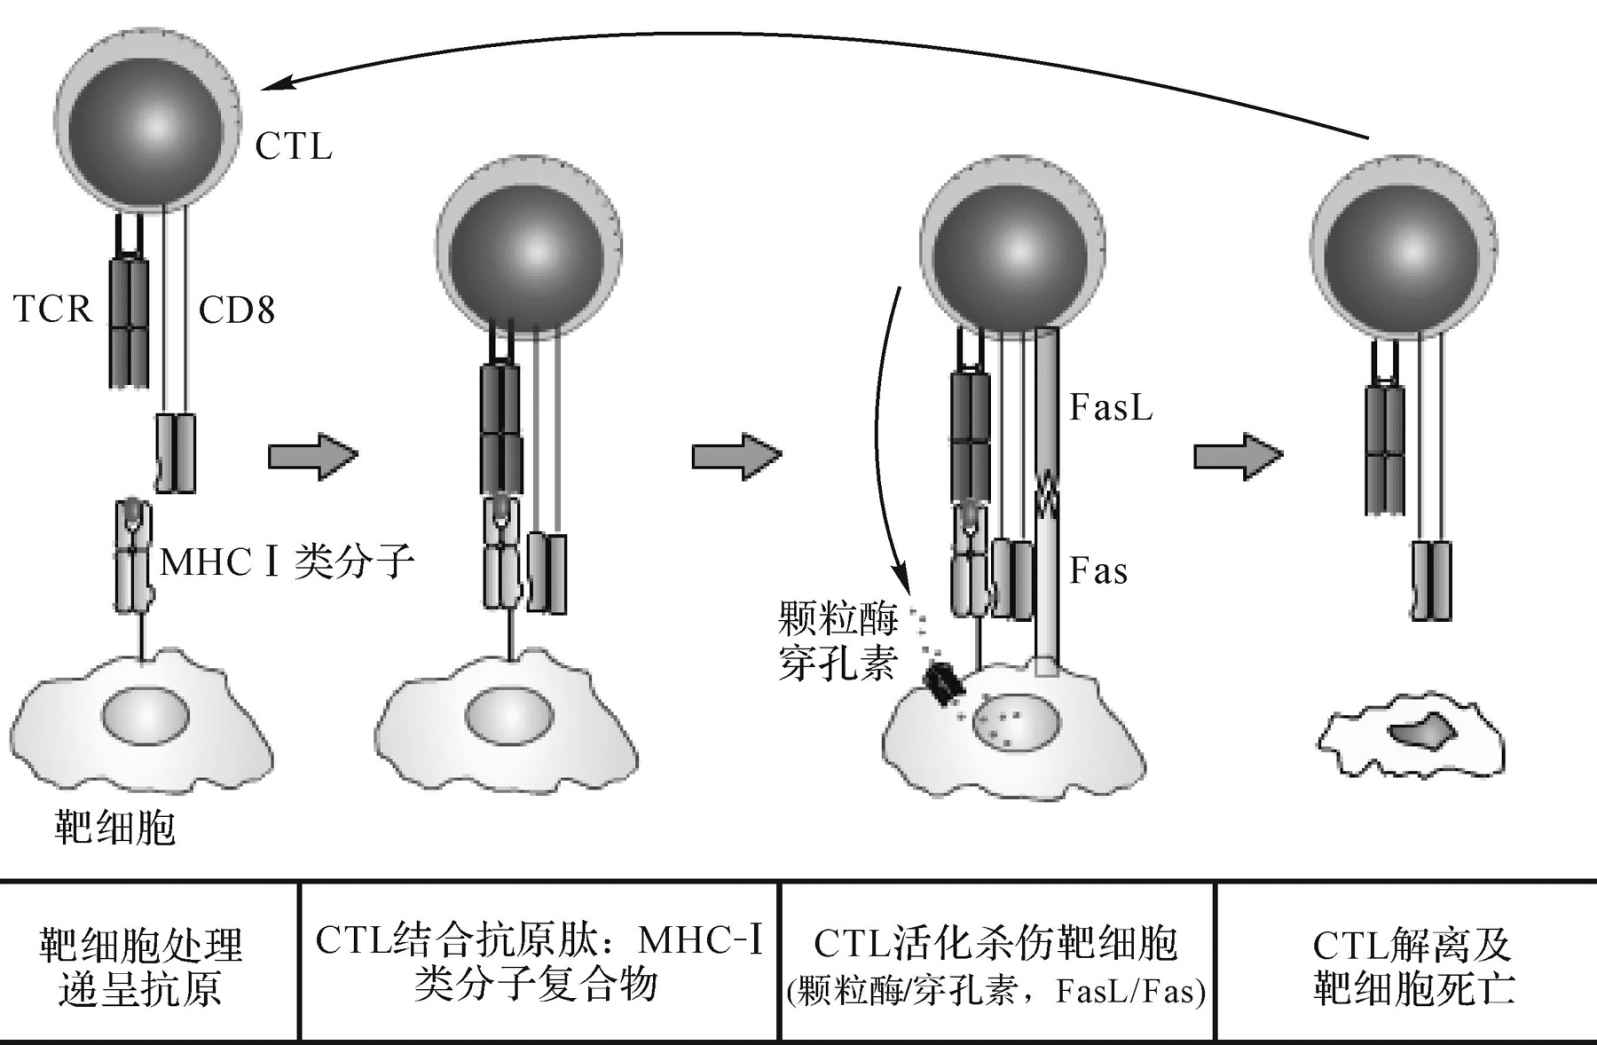 CTL
TCR
CD8
MHC Ⅰ 类分子
靶细胞
FasL
Fas
颗粒酶
穿孔素
靶细胞处理
递呈抗原
CTL结合抗原肽：MHC-Ⅰ
类分子复合物
CTL活化杀伤靶细胞
(颗粒酶/穿孔素，FasL/Fas)
CTL解离及
靶细胞死亡